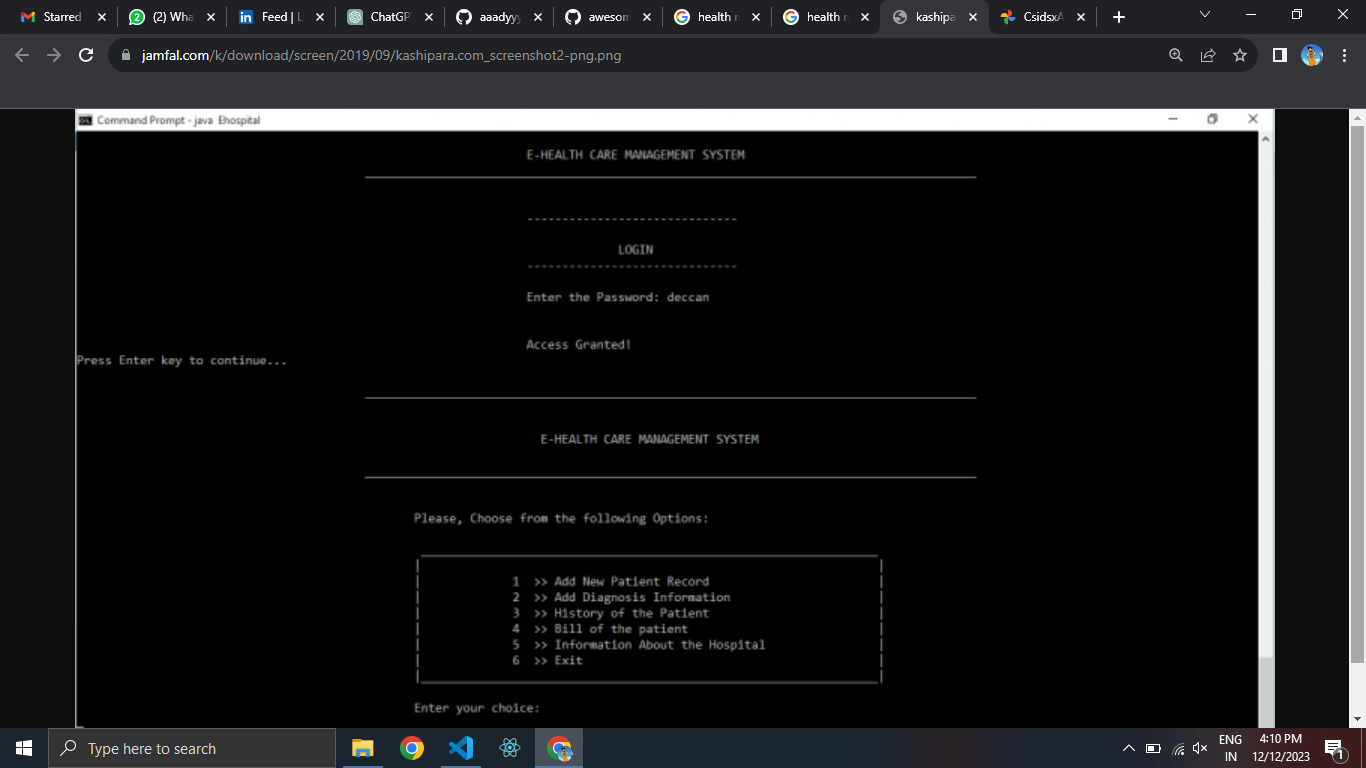 Starred
(2) Wha
Feed | L
ChatGP
aaadyy
awesom
health r
health r
kashipa
CsidsxA
jamfal.com/k/download/screen/2019/09/kashipara.com_screenshot2-png.png
Command Prompt - java Ehospital
E-HEALTH CARE MANAGEMENT SYSTEM
------------------------------
LOGIN
------------------------------
Enter the Password: deccan
Access Granted!
Press Enter key to continue...
E-HEALTH CARE MANAGEMENT SYSTEM
Please, Choose from the following Options:
1 >> Add New Patient Record
2 >> Add Diagnosis Information
3 >> History of the Patient
4 >> Bill of the patient
5 >> Information About the Hospital
6 >> Exit
Enter your choice:
Type here to search
ENG
IN
4:10 PM
12/12/2023
1